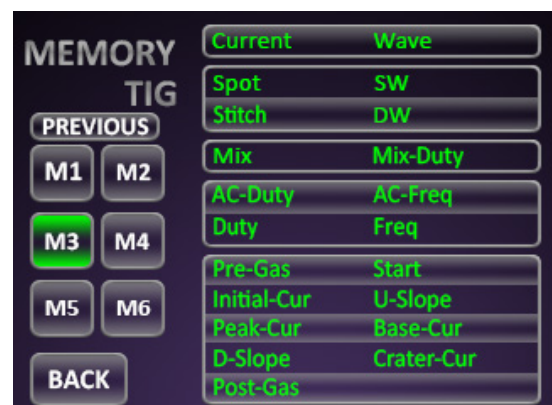 MEMORY
TIG
PREVIOUS
M1 M2
M3 M4
M5 M6
BACK
Current Wave
Spot SW
Stitch DW
Mix Mix-Duty
AC-Duty AC-Freq
Duty Freq
Pre-Gas Start
Initial-Cur U-Slope
Peak-Cur Base-Cur
D-Slope Crater-Cur
Post-Gas